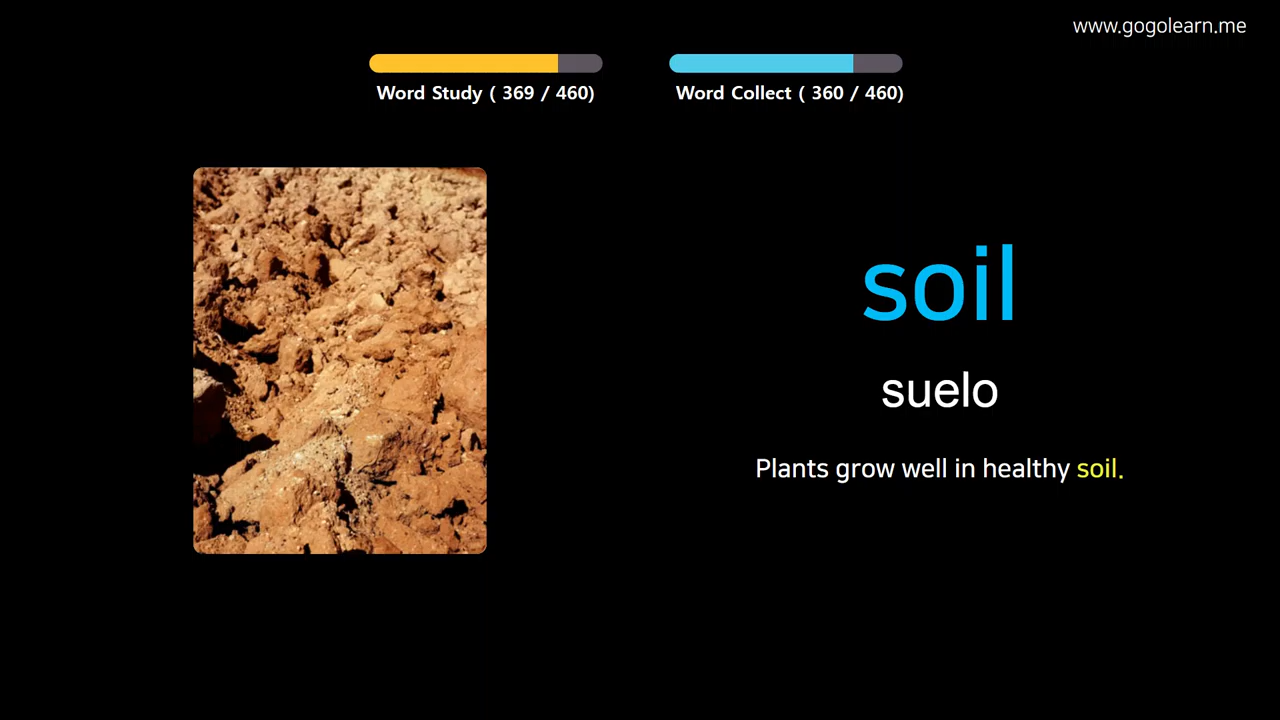 www.gogolearn.me
Word Study ( 369 / 460)
Word Collect ( 360 / 460)
soil
suelo
Plants grow well in healthy soil.